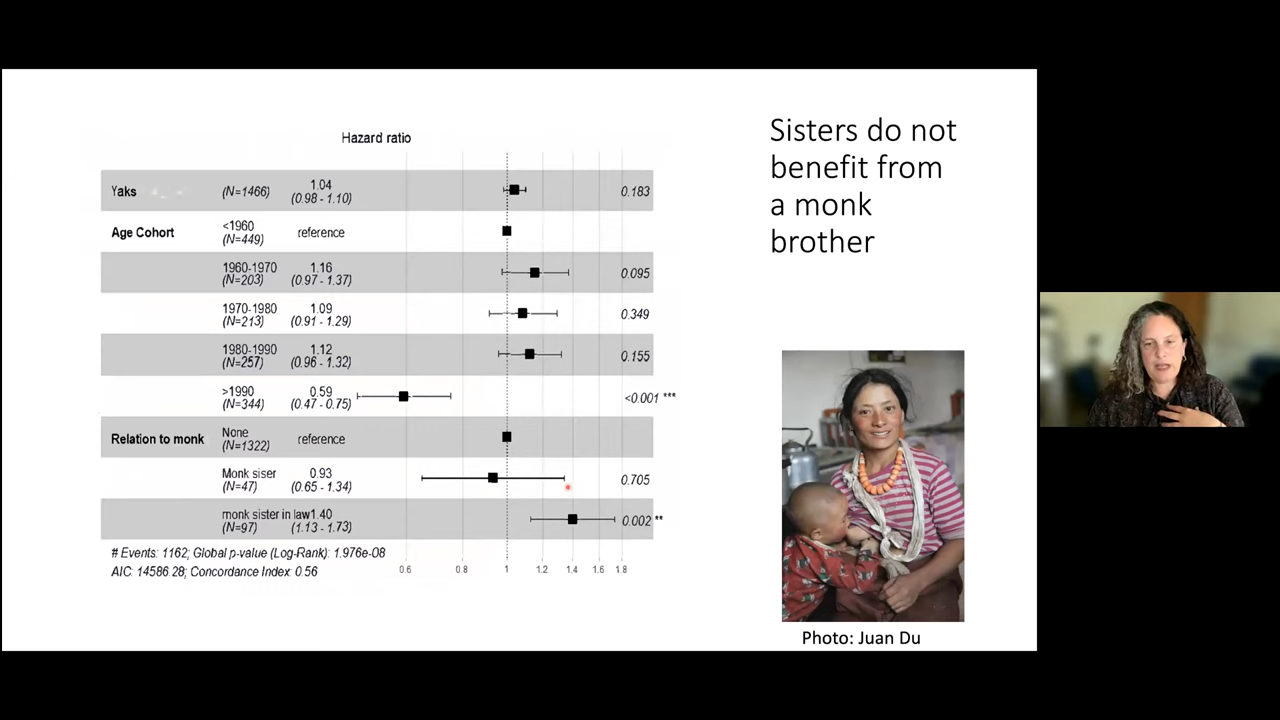 Hazard ratio
Yaks (N=1466) 1.04 (0.98 - 1.10) 0.183
Age Cohort <1960 (N=449) reference
1960-1970 (N=203) 1.16 (0.97 - 1.37) 0.095
1970-1980 (N=213) 1.09 (0.91 - 1.29) 0.349
1980-1990 (N=257) 1.12 (0.96 - 1.32) 0.155
>1990 (N=344) 0.59 (0.47 - 0.75) <0.001 ***
Relation to monk None (N=1322) reference
Monk siser (N=47) 0.93 (0.65 - 1.34) 0.705
monk sister in law (N=97) 1.40 (1.13 - 1.73) 0.002 **
# Events: 1162; Global p-value (Log-Rank): 1.976e-08
AIC: 14586.28; Concordance Index: 0.56
0.6 0.8 1 1.2 1.4 1.6 1.8
Sisters do not
benefit from
a monk
brother
Photo: Juan Du